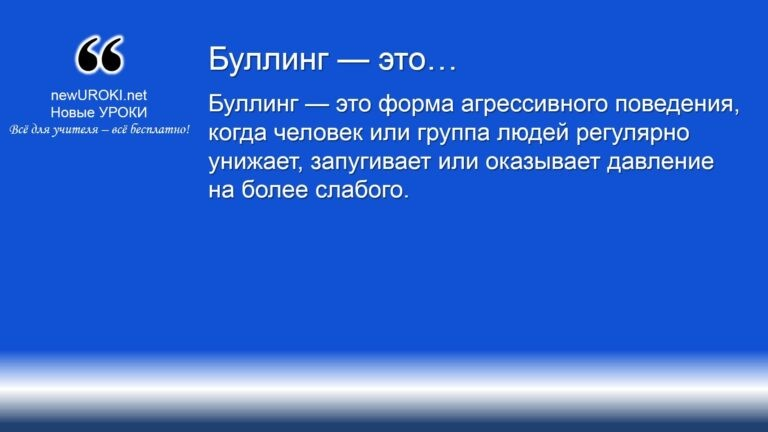 “
newUROKI.net
Новые УРОКИ
Всё для учителя – всё бесплатно!
Буллинг — это…
Буллинг — это форма агрессивного поведения,
когда человек или группа людей регулярно
унижает, запугивает или оказывает давление
на более слабого.